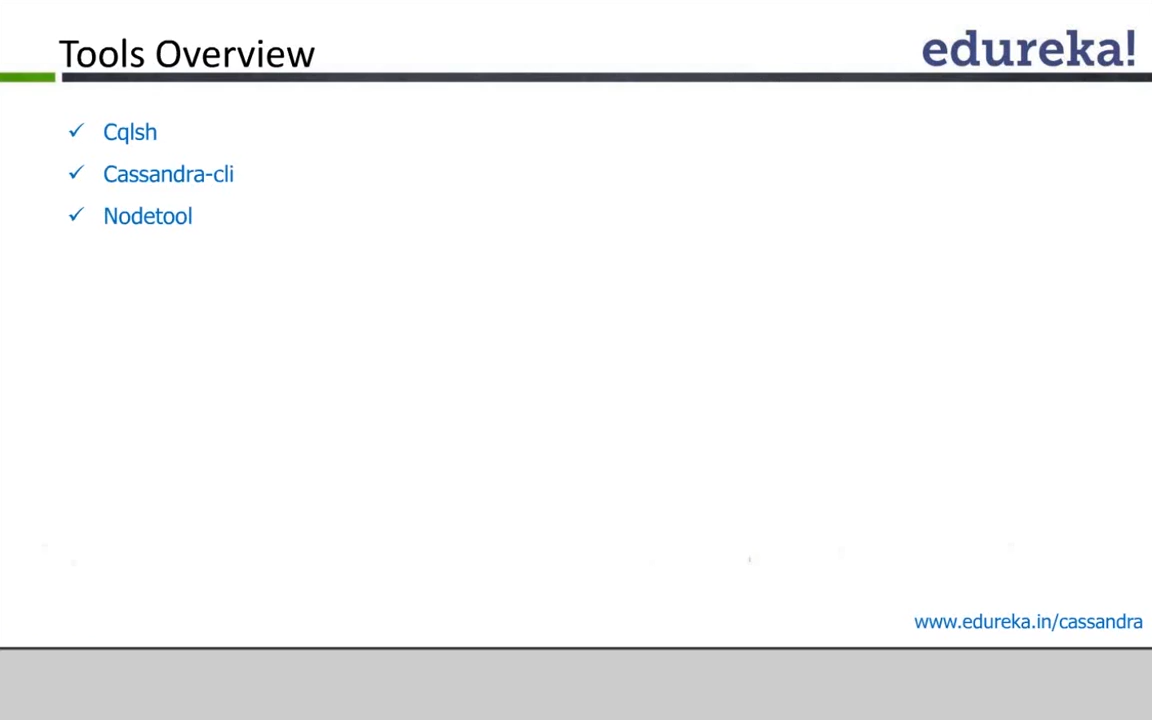 Tools Overview
edureka!
✓ Cqlsh
✓ Cassandra-cli
✓ Nodetool
www.edureka.in/cassandra